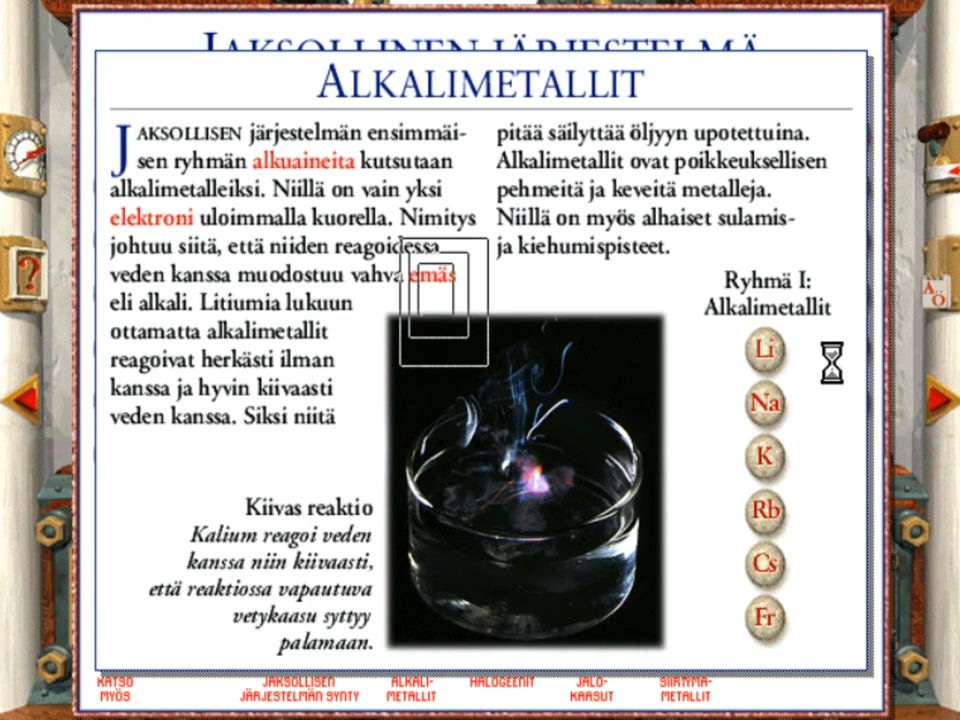 JAKSOLLINEN JÄRJESTELMÄ
ALKALIMETALLIT
JAKSOLLISEN järjestelmän ensimmäi-
sen ryhmän alkuaineita kutsutaan
alkalimetalleiksi. Niillä on vain yksi
elektroni uloimmalla kuorella. Nimitys
johtuu siitä, että niiden reagoidessa
veden kanssa muodostuu vahva emäs
eli alkali. Litiumia lukuun
ottamatta alkalimetallit
reagoivat herkästi ilman
kanssa ja hyvin kiivaasti
veden kanssa. Siksi niitä
pitää säilyttää öljyyn upotettuina.
Alkalimetallit ovat poikkeuksellisen
pehmeitä ja keveitä metalleja.
Niillä on myös alhaiset sulamis-
ja kiehumispisteet.
Ryhmä I:
Alkalimetallit
Li
Na
K
Rb
Cs
Fr
Kiivas reaktio
Kalium reagoi veden
kanssa niin kiivaasti,
että reaktiossa vapautuva
vetykaasu syttyy
palamaan.
?
A..
Ö
KATSO
MYÖS
JAKSOLLISEN
JÄRJESTELMÄN SYNTY
ALKALI-
METALLIT
HALOGEENIT
JALO-
KAASUT
SIIRTYMÄ-
METALLIT